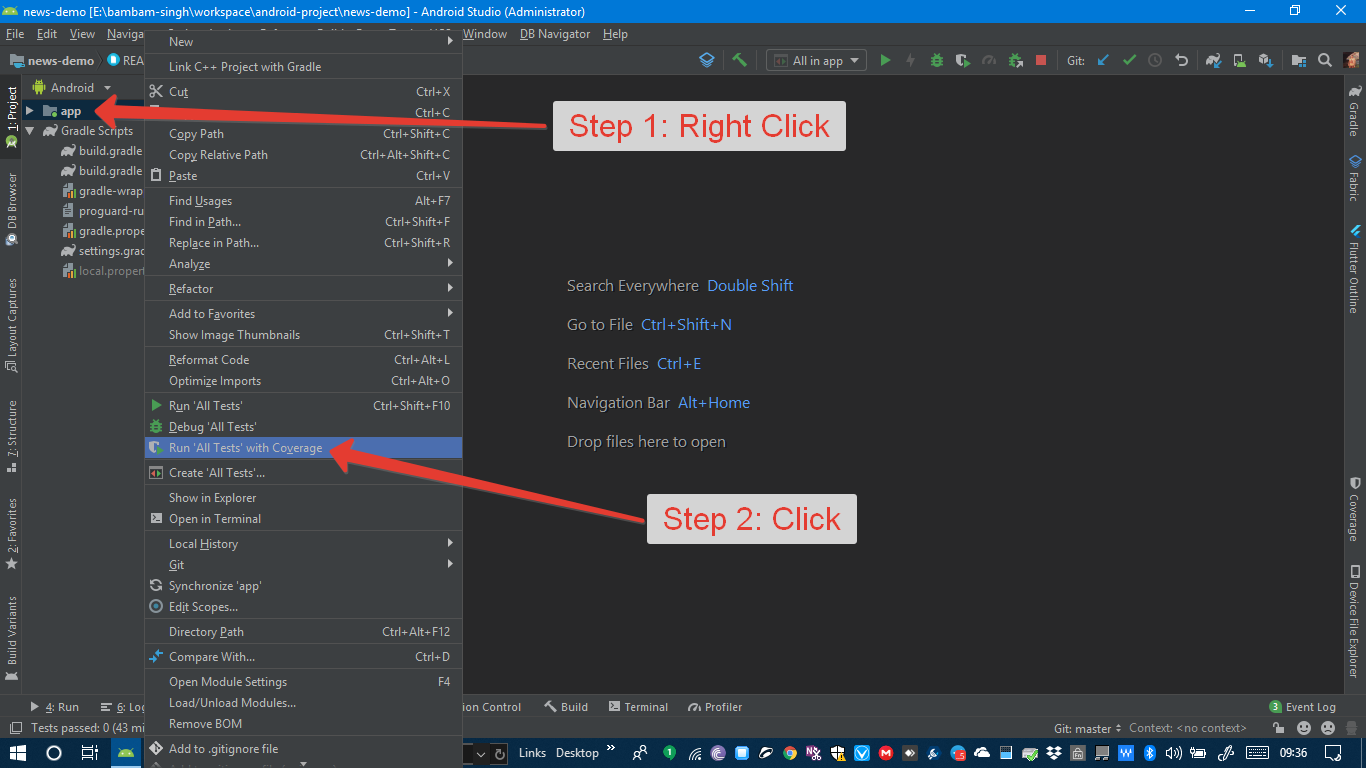 news-demo [E:\bambam-singh\workspace\android-project\news-demo] - Android Studio (Administrator)
File Edit View Naviga Window DB Navigator Help
news-demo REA All in app Git:
Android
app
Gradle Scripts
build.gradle
build.gradle
gradle-wrap
proguard-ru
gradle.prope
settings.grad
local.propert
1: Project
DB Browser
Layout Captures
Z: Structure
2: Favorites
Build Variants
New
Link C++ Project with Gradle
Cut Ctrl+X
Ctrl+C
Copy Path Ctrl+Shift+C
Copy Relative Path Ctrl+Alt+Shift+C
Paste Ctrl+V
Find Usages Alt+F7
Find in Path... Ctrl+Shift+F
Replace in Path... Ctrl+Shift+R
Analyze
Refactor
Add to Favorites
Show Image Thumbnails Ctrl+Shift+T
Reformat Code Ctrl+Alt+L
Optimize Imports Ctrl+Alt+O
Run 'All Tests' Ctrl+Shift+F10
Debug 'All Tests'
Run 'All Tests' with Coverage
Create 'All Tests'...
Show in Explorer
Open in Terminal
Local History
Git
Synchronize 'app'
Edit Scopes...
Directory Path Ctrl+Alt+F12
Compare With... Ctrl+D
Open Module Settings F4
Load/Unload Modules...
Remove BOM
Add to .gitignore file
Step 1: Right Click
Search Everywhere Double Shift
Go to File Ctrl+Shift+N
Recent Files Ctrl+E
Navigation Bar Alt+Home
Drop files here to open
Step 2: Click
Gradle
Fabric
Flutter Outline
Coverage
Device File Explorer
4: Run 6: Log ion Control Build Terminal Profiler 3 Event Log
Tests passed: 0 (43 mi Git: master Context: <no context>
Links Desktop 09:36